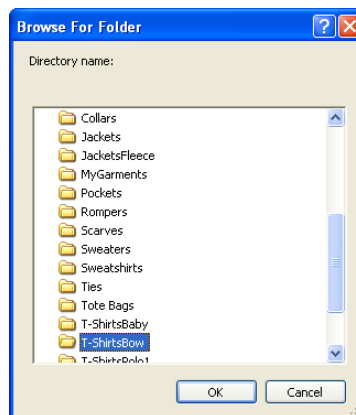 Browse For Folder
Directory name:
Collars
Jackets
JacketsFleece
MyGarments
Pockets
Rompers
Scarves
Sweaters
Sweatshirts
Ties
Tote Bags
T-ShirtsBaby
T-ShirtsBow
T-ShirtsPolo1
OK Cancel